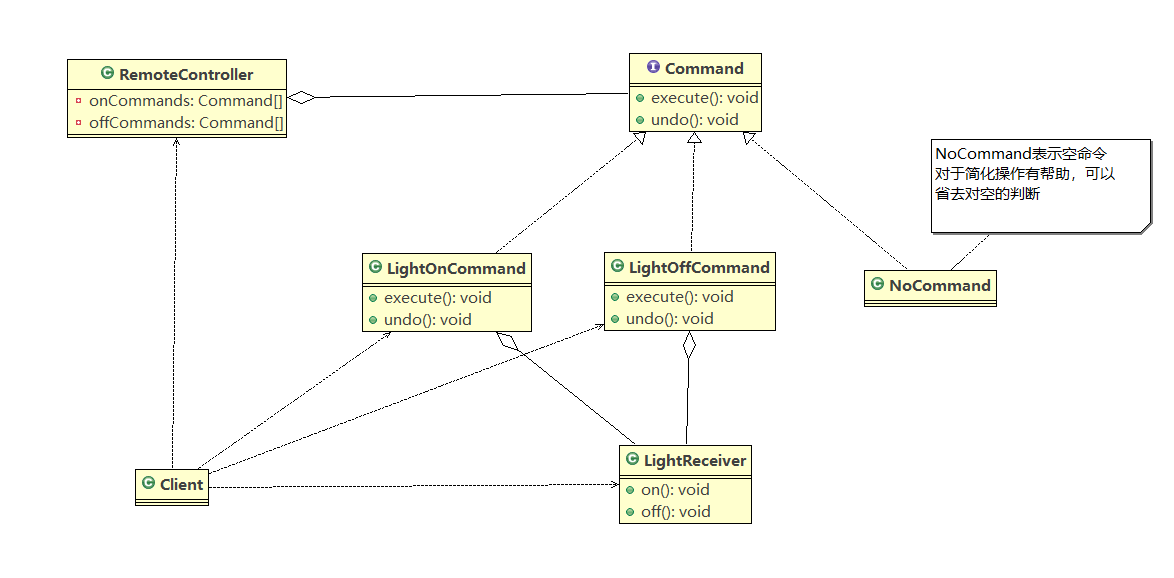 RemoteController
onCommands: Command[]
offCommands: Command[]
Command
execute(): void
undo(): void
NoCommand表示空命令
对于简化操作有帮助，可以
省去对空的判断
LightOnCommand
execute(): void
undo(): void
LightOffCommand
execute(): void
undo(): void
NoCommand
Client
LightReceiver
on(): void
off(): void